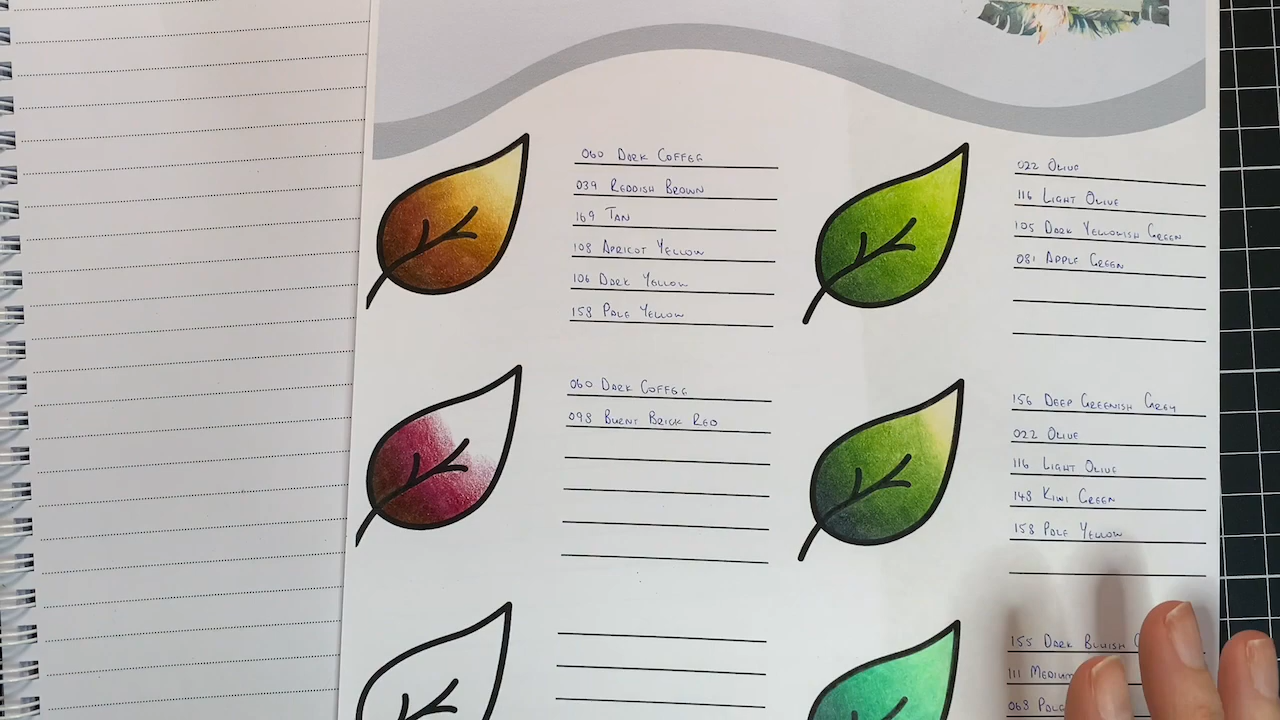 060 Dark Coffee
039 Reddish Brown
169 Tan
108 Apricot Yellow
106 Dark Yellow
158 Pale Yellow
022 Olive
116 Light Olive
105 Dark Yellowish Green
081 Apple Green
060 Dark Coffee
098 Burnt Brick Red
156 Deep Greenish Grey
022 Olive
116 Light Olive
148 Kiwi Green
158 Pale Yellow
155 Dark Bluish
111
068